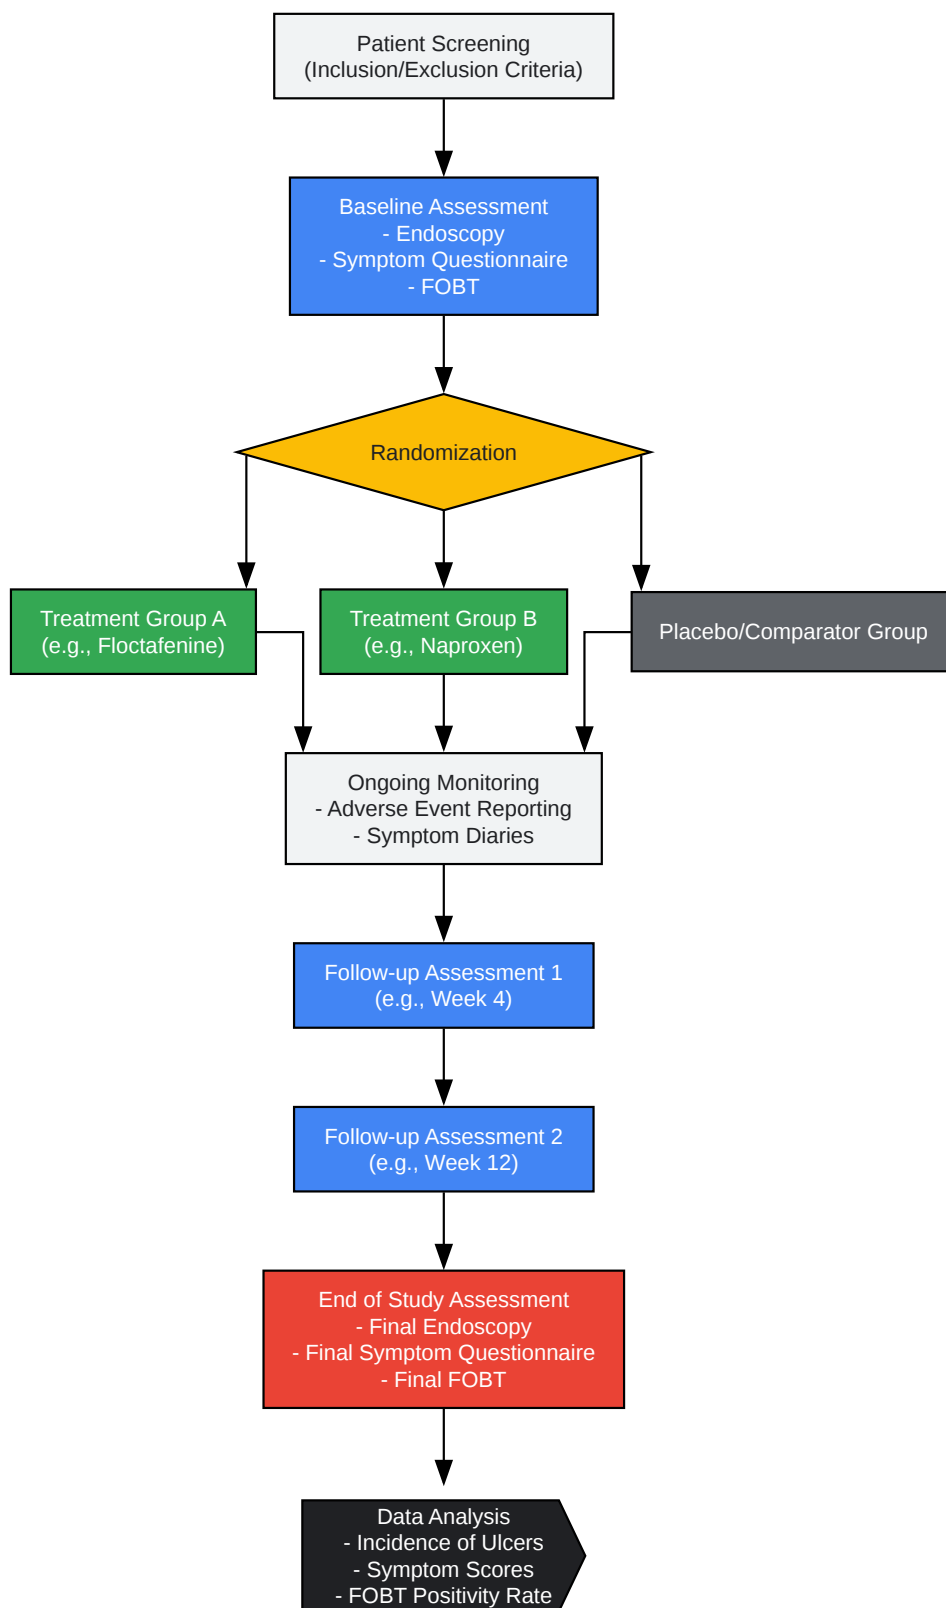 Patient Screening
(Inclusion/Exclusion Criteria)
Baseline Assessment
- Endoscopy
- Symptom Questionnaire
- FOBT
Randomization
Treatment Group A
(e.g., Floctafenine)
Treatment Group B
(e.g., Naproxen)
Placebo/Comparator Group
Ongoing Monitoring
- Adverse Event Reporting
- Symptom Diaries
Follow-up Assessment 1
(e.g., Week 4)
Follow-up Assessment 2
(e.g., Week 12)
End of Study Assessment
- Final Endoscopy
- Final Symptom Questionnaire
- Final FOBT
Data Analysis
- Incidence of Ulcers
- Symptom Scores
- FOBT Positivity Rate